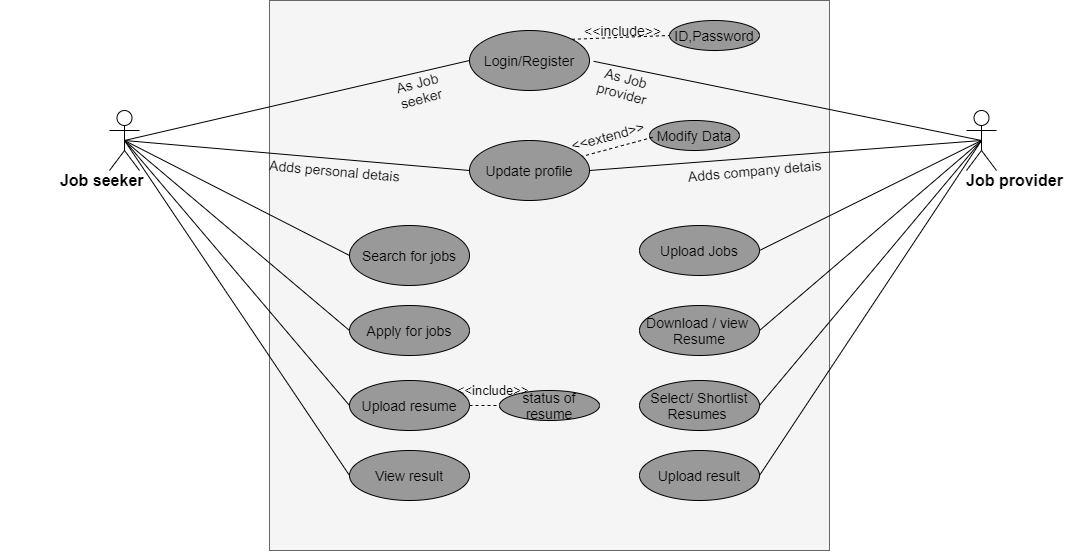 <<include>>
ID,Password
Login/Register
As Job
seeker
As Job
provider
<<extend>>
Modify Data
Update profile
Adds personal detais
Adds company detais
Job seeker
Job provider
Search for jobs
Upload Jobs
Apply for jobs
Download / view
Resume
Upload resume
<<include>>
status of
resume
Select/ Shortlist
Resumes
View result
Upload result